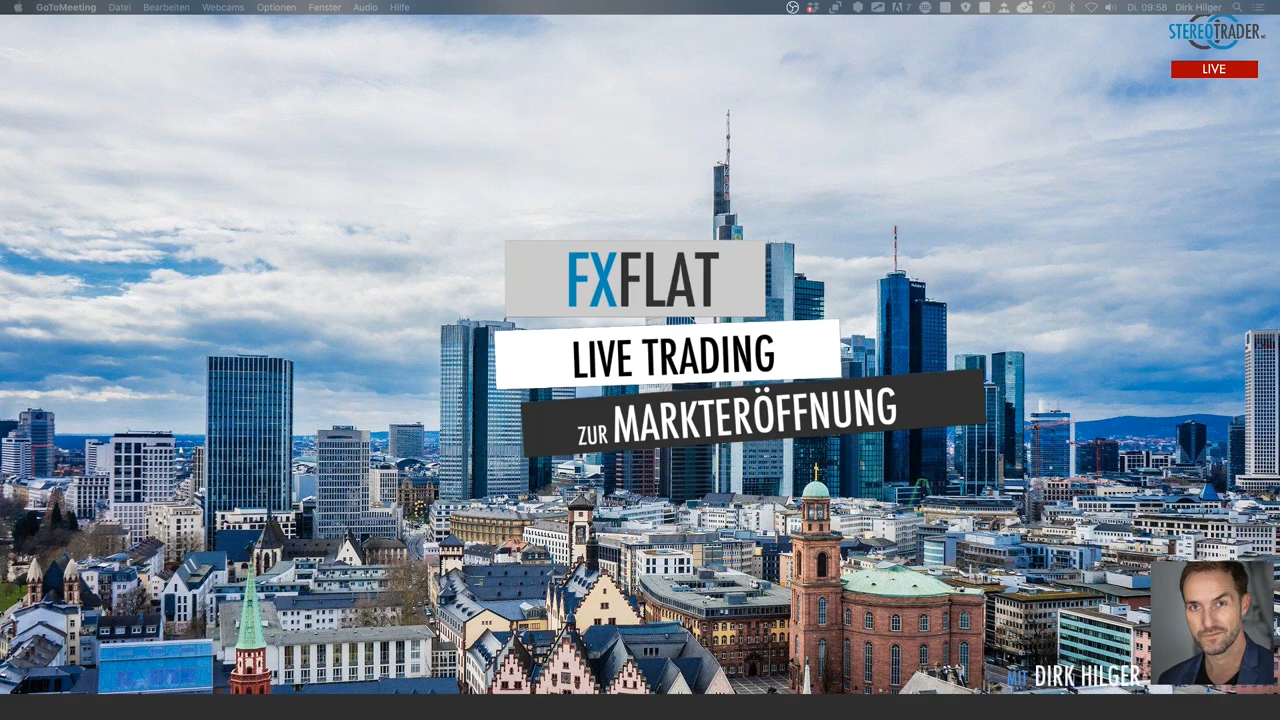 GoToMeeting Datei Bearbeiten Webcams Optionen Fenster Audio Hilfe 7 Di. 09:58 Dirk Hilger
STEREOTRADER
LIVE
FXFLAT
LIVE TRADING
ZUR MARKTERÖFFNUNG
MIT DIRK HILGER